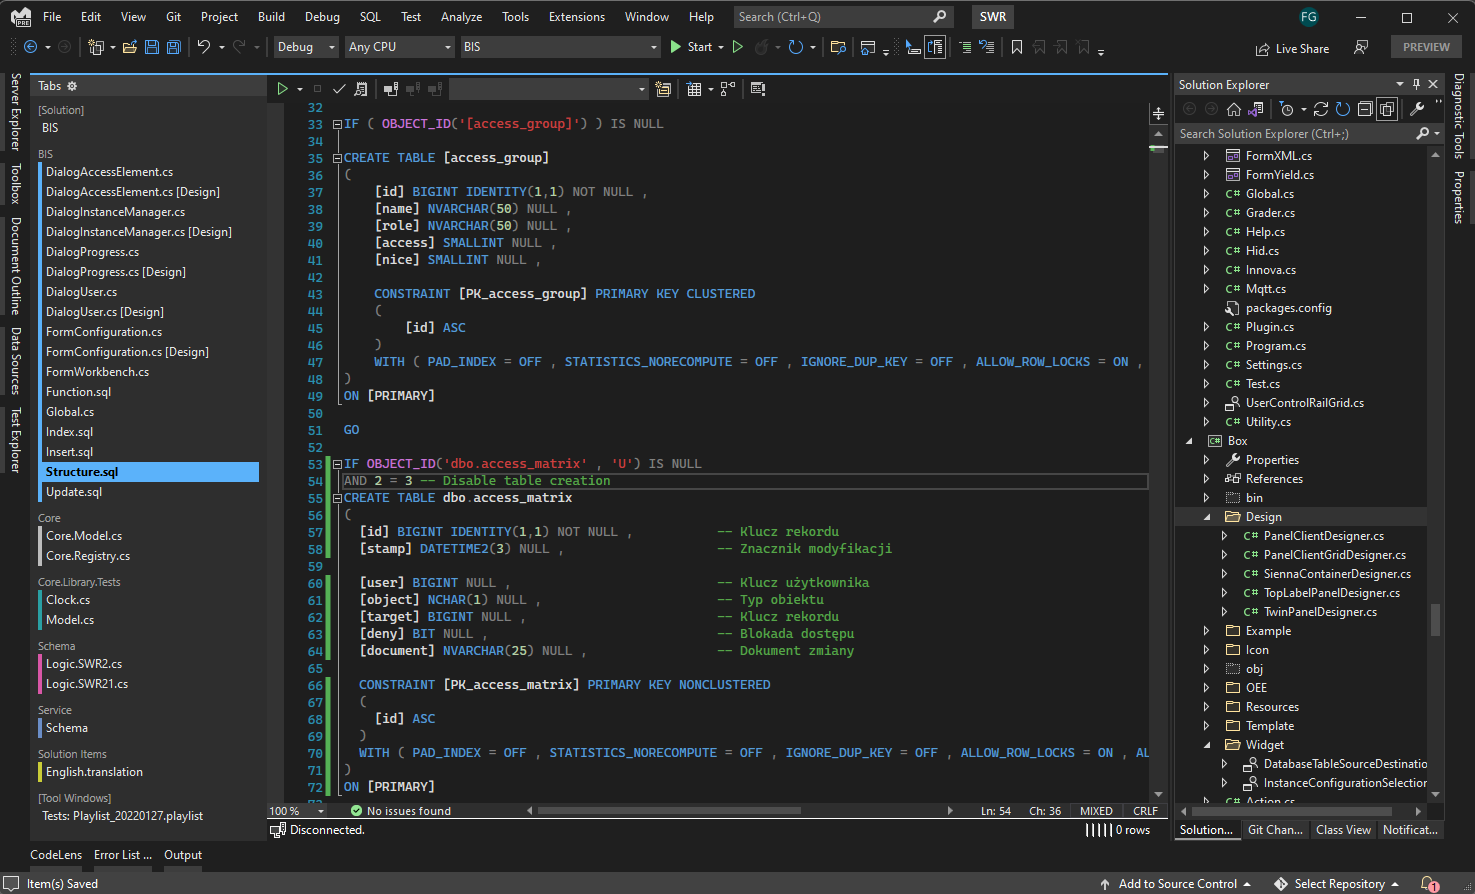 File Edit View Git Project Build Debug SQL Test Analyze Tools Extensions Window Help Search (Ctrl+Q) SWR FG
Debug Any CPU BIS Start Live Share PREVIEW
Server Explorer
Toolbox
Document Outline
Data Sources
Test Explorer
Tabs
[Solution]
BIS
BIS
DialogAccessElement.cs
DialogAccessElement.cs [Design]
DialogInstanceManager.cs
DialogInstanceManager.cs [Design]
DialogProgress.cs
DialogProgress.cs [Design]
DialogUser.cs
DialogUser.cs [Design]
FormConfiguration.cs
FormConfiguration.cs [Design]
FormWorkbench.cs
Function.sql
Global.cs
Index.sql
Insert.sql
Structure.sql
Update.sql
Core
Core.Model.cs
Core.Registry.cs
Core.Library.Tests
Clock.cs
Model.cs
Schema
Logic.SWR2.cs
Logic.SWR21.cs
Service
Schema
Solution Items
English.translation
[Tool Windows]
Tests: Playlist_20220127.playlist
32
33 IF ( OBJECT_ID('[access_group]') ) IS NULL
34
35 CREATE TABLE [access_group]
36 (
37 [id] BIGINT IDENTITY(1,1) NOT NULL ,
38 [name] NVARCHAR(50) NULL ,
39 [role] NVARCHAR(50) NULL ,
40 [access] SMALLINT NULL ,
41 [nice] SMALLINT NULL ,
42
43 CONSTRAINT [PK_access_group] PRIMARY KEY CLUSTERED
44 (
45 [id] ASC
46 )
47 WITH ( PAD_INDEX = OFF , STATISTICS_NORECOMPUTE = OFF , IGNORE_DUP_KEY = OFF , ALLOW_ROW_LOCKS = ON ,
48 )
49 ON [PRIMARY]
50
51 GO
52
53 IF OBJECT_ID('dbo.access_matrix' , 'U') IS NULL
54 AND 2 = 3 -- Disable table creation
55 CREATE TABLE dbo.access_matrix
56 (
57 [id] BIGINT IDENTITY(1,1) NOT NULL , -- Klucz rekordu
58 [stamp] DATETIME2(3) NULL , -- Znacznik modyfikacji
59
60 [user] BIGINT NULL , -- Klucz użytkownika
61 [object] NCHAR(1) NULL , -- Typ obiektu
62 [target] BIGINT NULL , -- Klucz rekordu
63 [deny] BIT NULL , -- Blokada dostępu
64 [document] NVARCHAR(25) NULL , -- Dokument zmiany
65
66 CONSTRAINT [PK_access_matrix] PRIMARY KEY NONCLUSTERED
67 (
68 [id] ASC
69 )
70 WITH ( PAD_INDEX = OFF , STATISTICS_NORECOMPUTE = OFF , IGNORE_DUP_KEY = OFF , ALLOW_ROW_LOCKS = ON , AL
71 )
72 ON [PRIMARY]
100 % No issues found Ln: 54 Ch: 36 MIXED CRLF
Disconnected. 0 rows
Solution Explorer
Search Solution Explorer (Ctrl+;)
FormXML.cs
FormYield.cs
C# Global.cs
C# Grader.cs
C# Help.cs
C# Hid.cs
C# Innova.cs
C# Mqtt.cs
packages.config
C# Plugin.cs
C# Program.cs
C# Settings.cs
C# Test.cs
UserControlRailGrid.cs
C# Utility.cs
C# Box
Properties
References
bin
Design
C# PanelClientDesigner.cs
C# PanelClientGridDesigner.cs
C# SiennaContainerDesigner.cs
C# TopLabelPanelDesigner.cs
C# TwinPanelDesigner.cs
Example
Icon
obj
OEE
Resources
Template
Widget
DatabaseTableSourceDestinatio
InstanceConfigurationSelection
C# Action.cs
Solution... Git Chan... Class View Notificat...
Diagnostic Tools
Properties
CodeLens Error List ... Output
Item(s) Saved Add to Source Control Select Repository 1